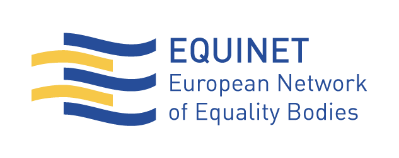 EQUINET
European Network
of Equality Bodies